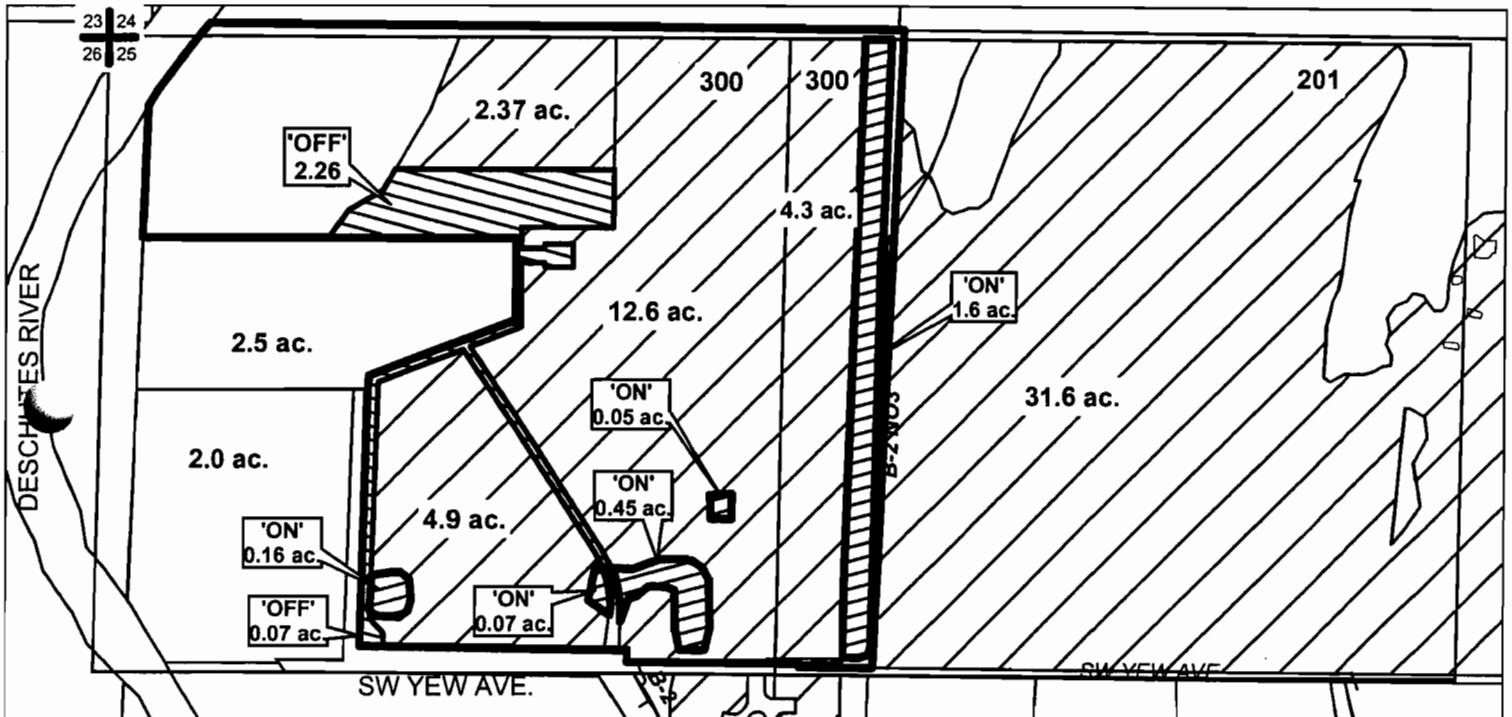 23 24
26 25
300
300
201
2.37 ac.
'OFF'
2.26
4.3 ac.
'ON'
1.6 ac.
12.6 ac.
2.5 ac.
DESCHUTES RIVER
31.6 ac.
'ON'
0.05 ac.
2.0 ac.
'ON'
0.45 ac.
4.9 ac.
'ON'
0.16 ac.
'ON'
0.07 ac.
'OFF'
0.07 ac.
SW YEW AVE.
SW YEW AVE
B-2